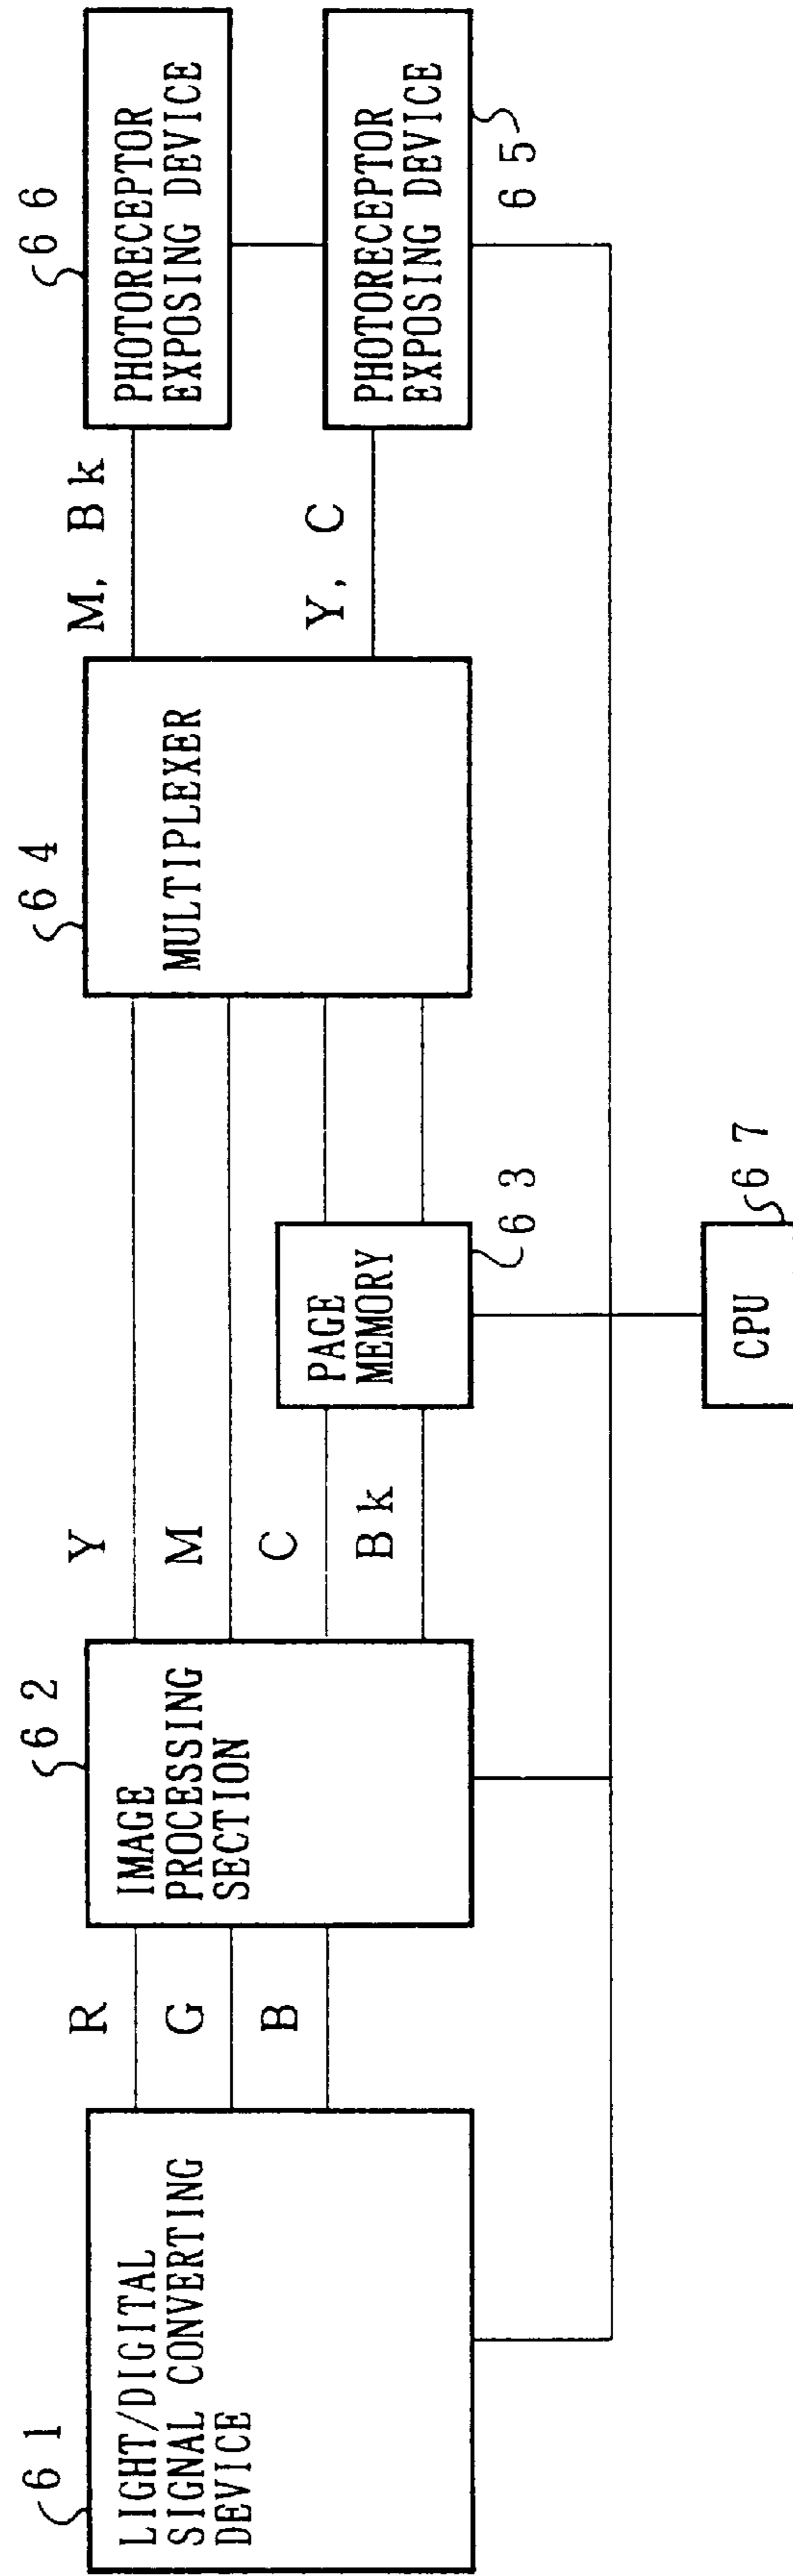 61
LIGHT/DIGITAL
SIGNAL CONVERTING
DEVICE
R
G
B
62
IMAGE
PROCESSING
SECTION
Y
M
C
Bk
PAGE
MEMORY
63
CPU
67
64
MULTIPLEXER
M, Bk
Y, C
66
PHOTORECEPTOR
EXPOSING DEVICE
PHOTORECEPTOR
EXPOSING DEVICE
65